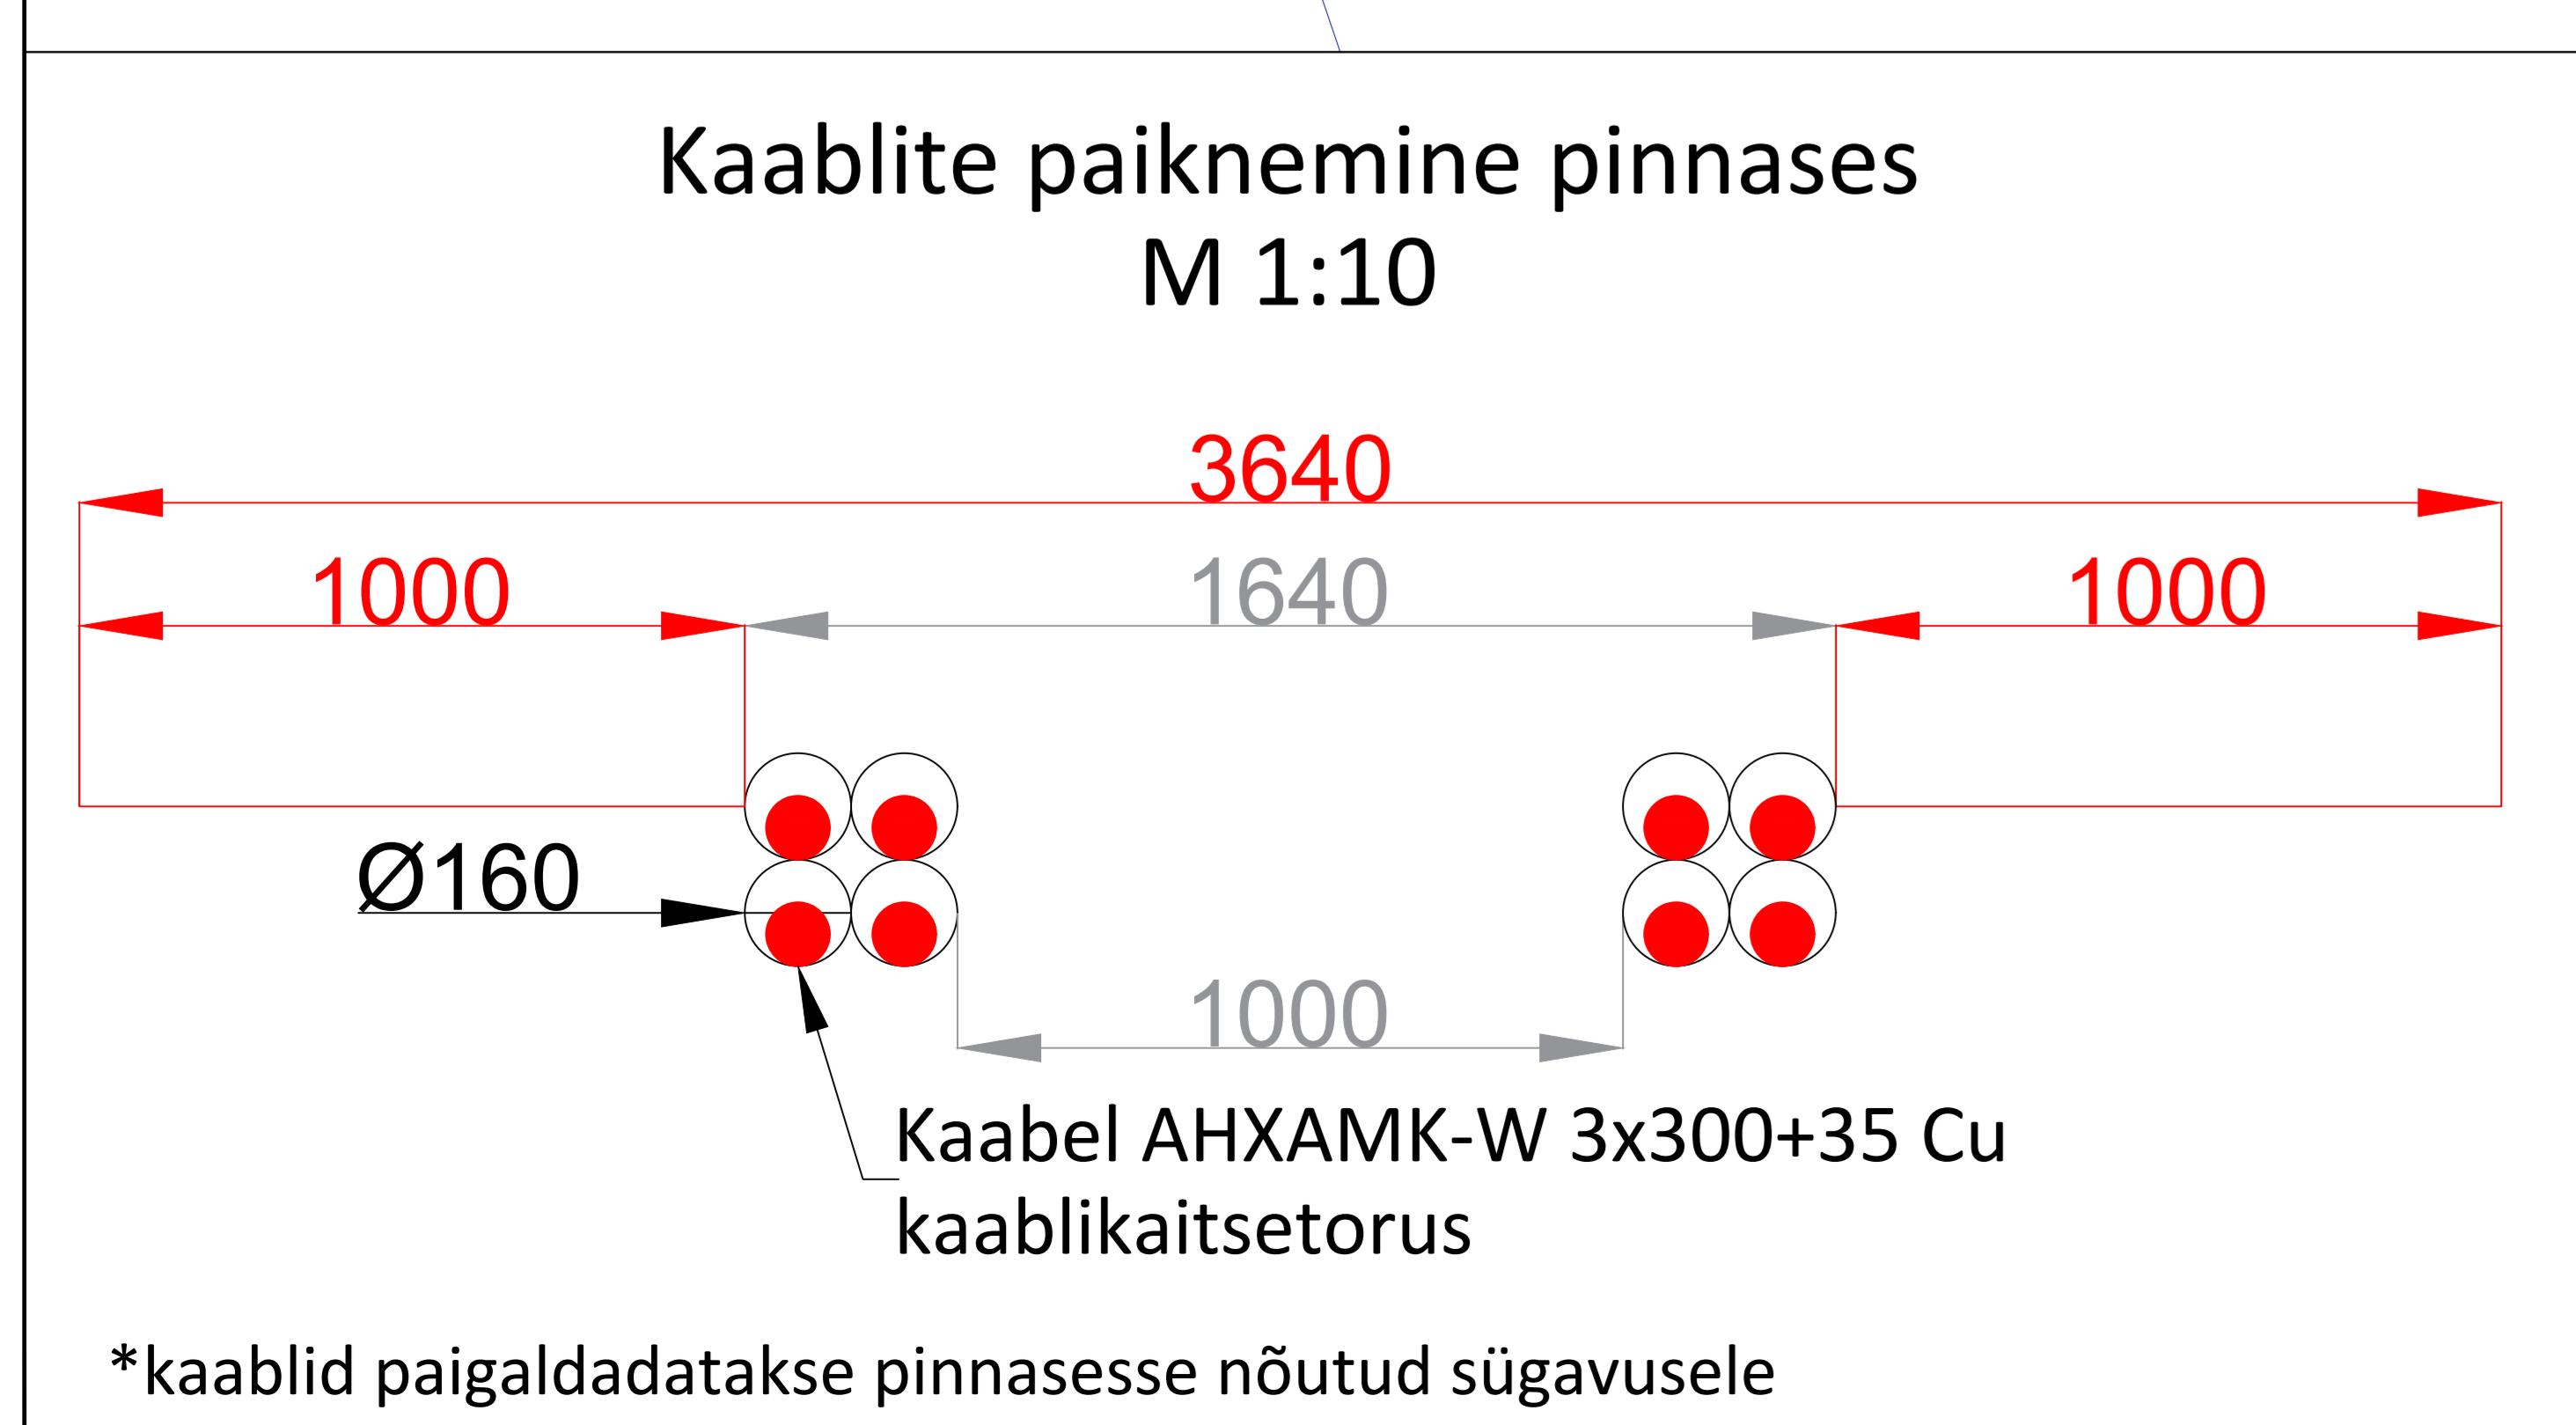 Kaablite paiknemine pinnases
M 1:10
3640
1000 1640 1000
Ø160
1000
Kaabel AHXAMK-W 3x300+35 Cu
kaablikaitsetorus
*kaablid paigaldadatakse pinnasesse nõutud sügavusele